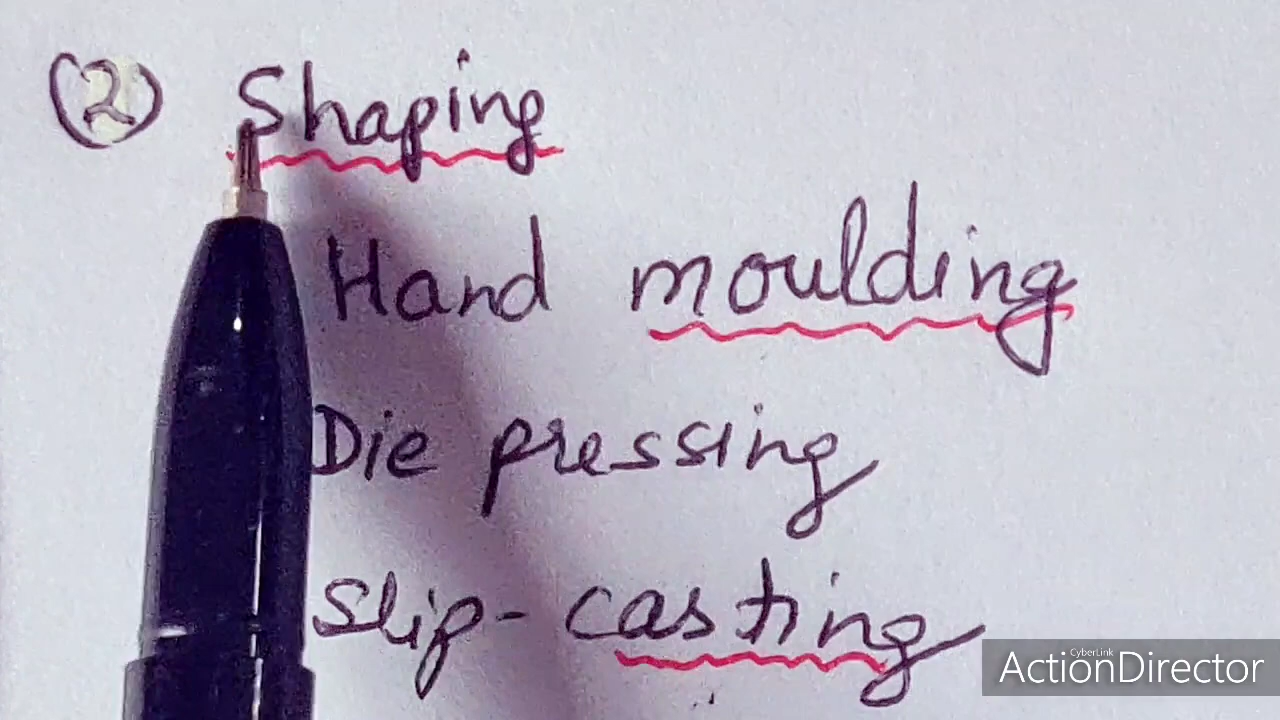 (2) Shaping
Hand moulding
Die pressing
Slip-casting
CyberLink
ActionDirector